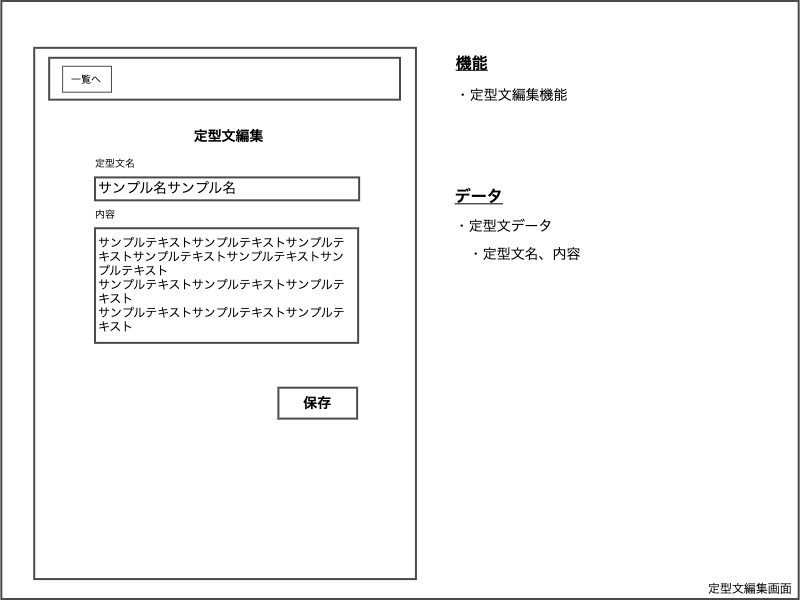 一覧へ
定型文編集
定型文名
サンプル名サンプル名
内容
サンプルテキストサンプルテキストサンプルテ
キストサンプルテキストサンプルテキストサン
プルテキスト
サンプルテキストサンプルテキストサンプルテ
キスト
サンプルテキストサンプルテキストサンプルテ
キスト
保存
機能
・定型文編集機能
データ
・定型文データ
・定型文名、内容
定型文編集画面